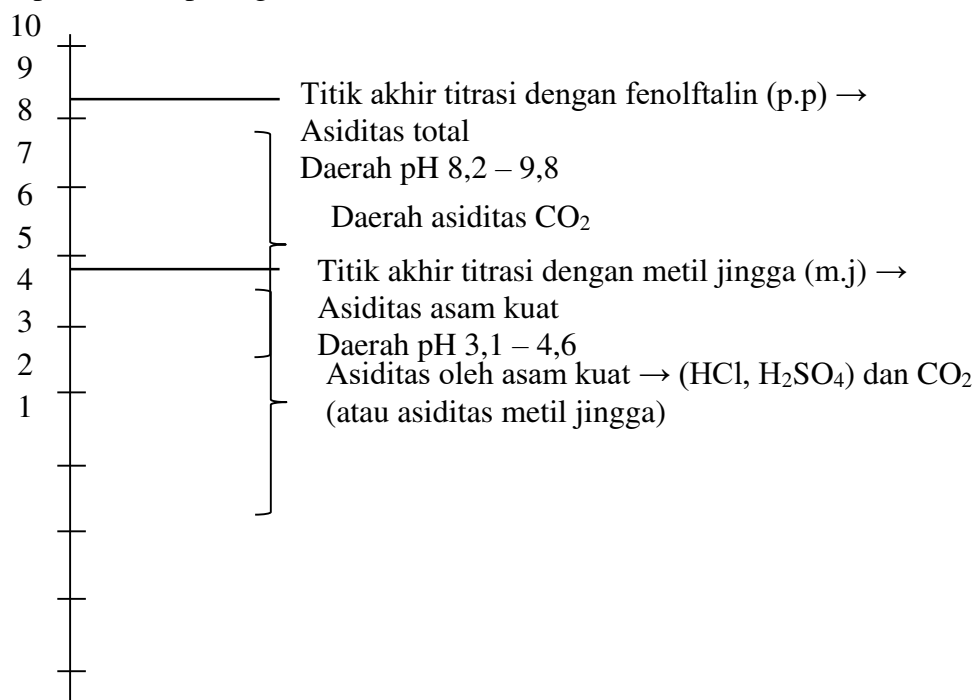 10
9
8
7
6
5
4
3
2
1
Titik akhir titrasi dengan fenolftalin (p.p) →
Asiditas total
Daerah pH 8,2 – 9,8
Daerah asiditas CO₂
Titik akhir titrasi dengan metil jingga (m.j) →
Asiditas asam kuat
Daerah pH 3,1 – 4,6
Asiditas oleh asam kuat → (HCl, H₂SO₄) dan CO₂
(atau asiditas metil jingga)